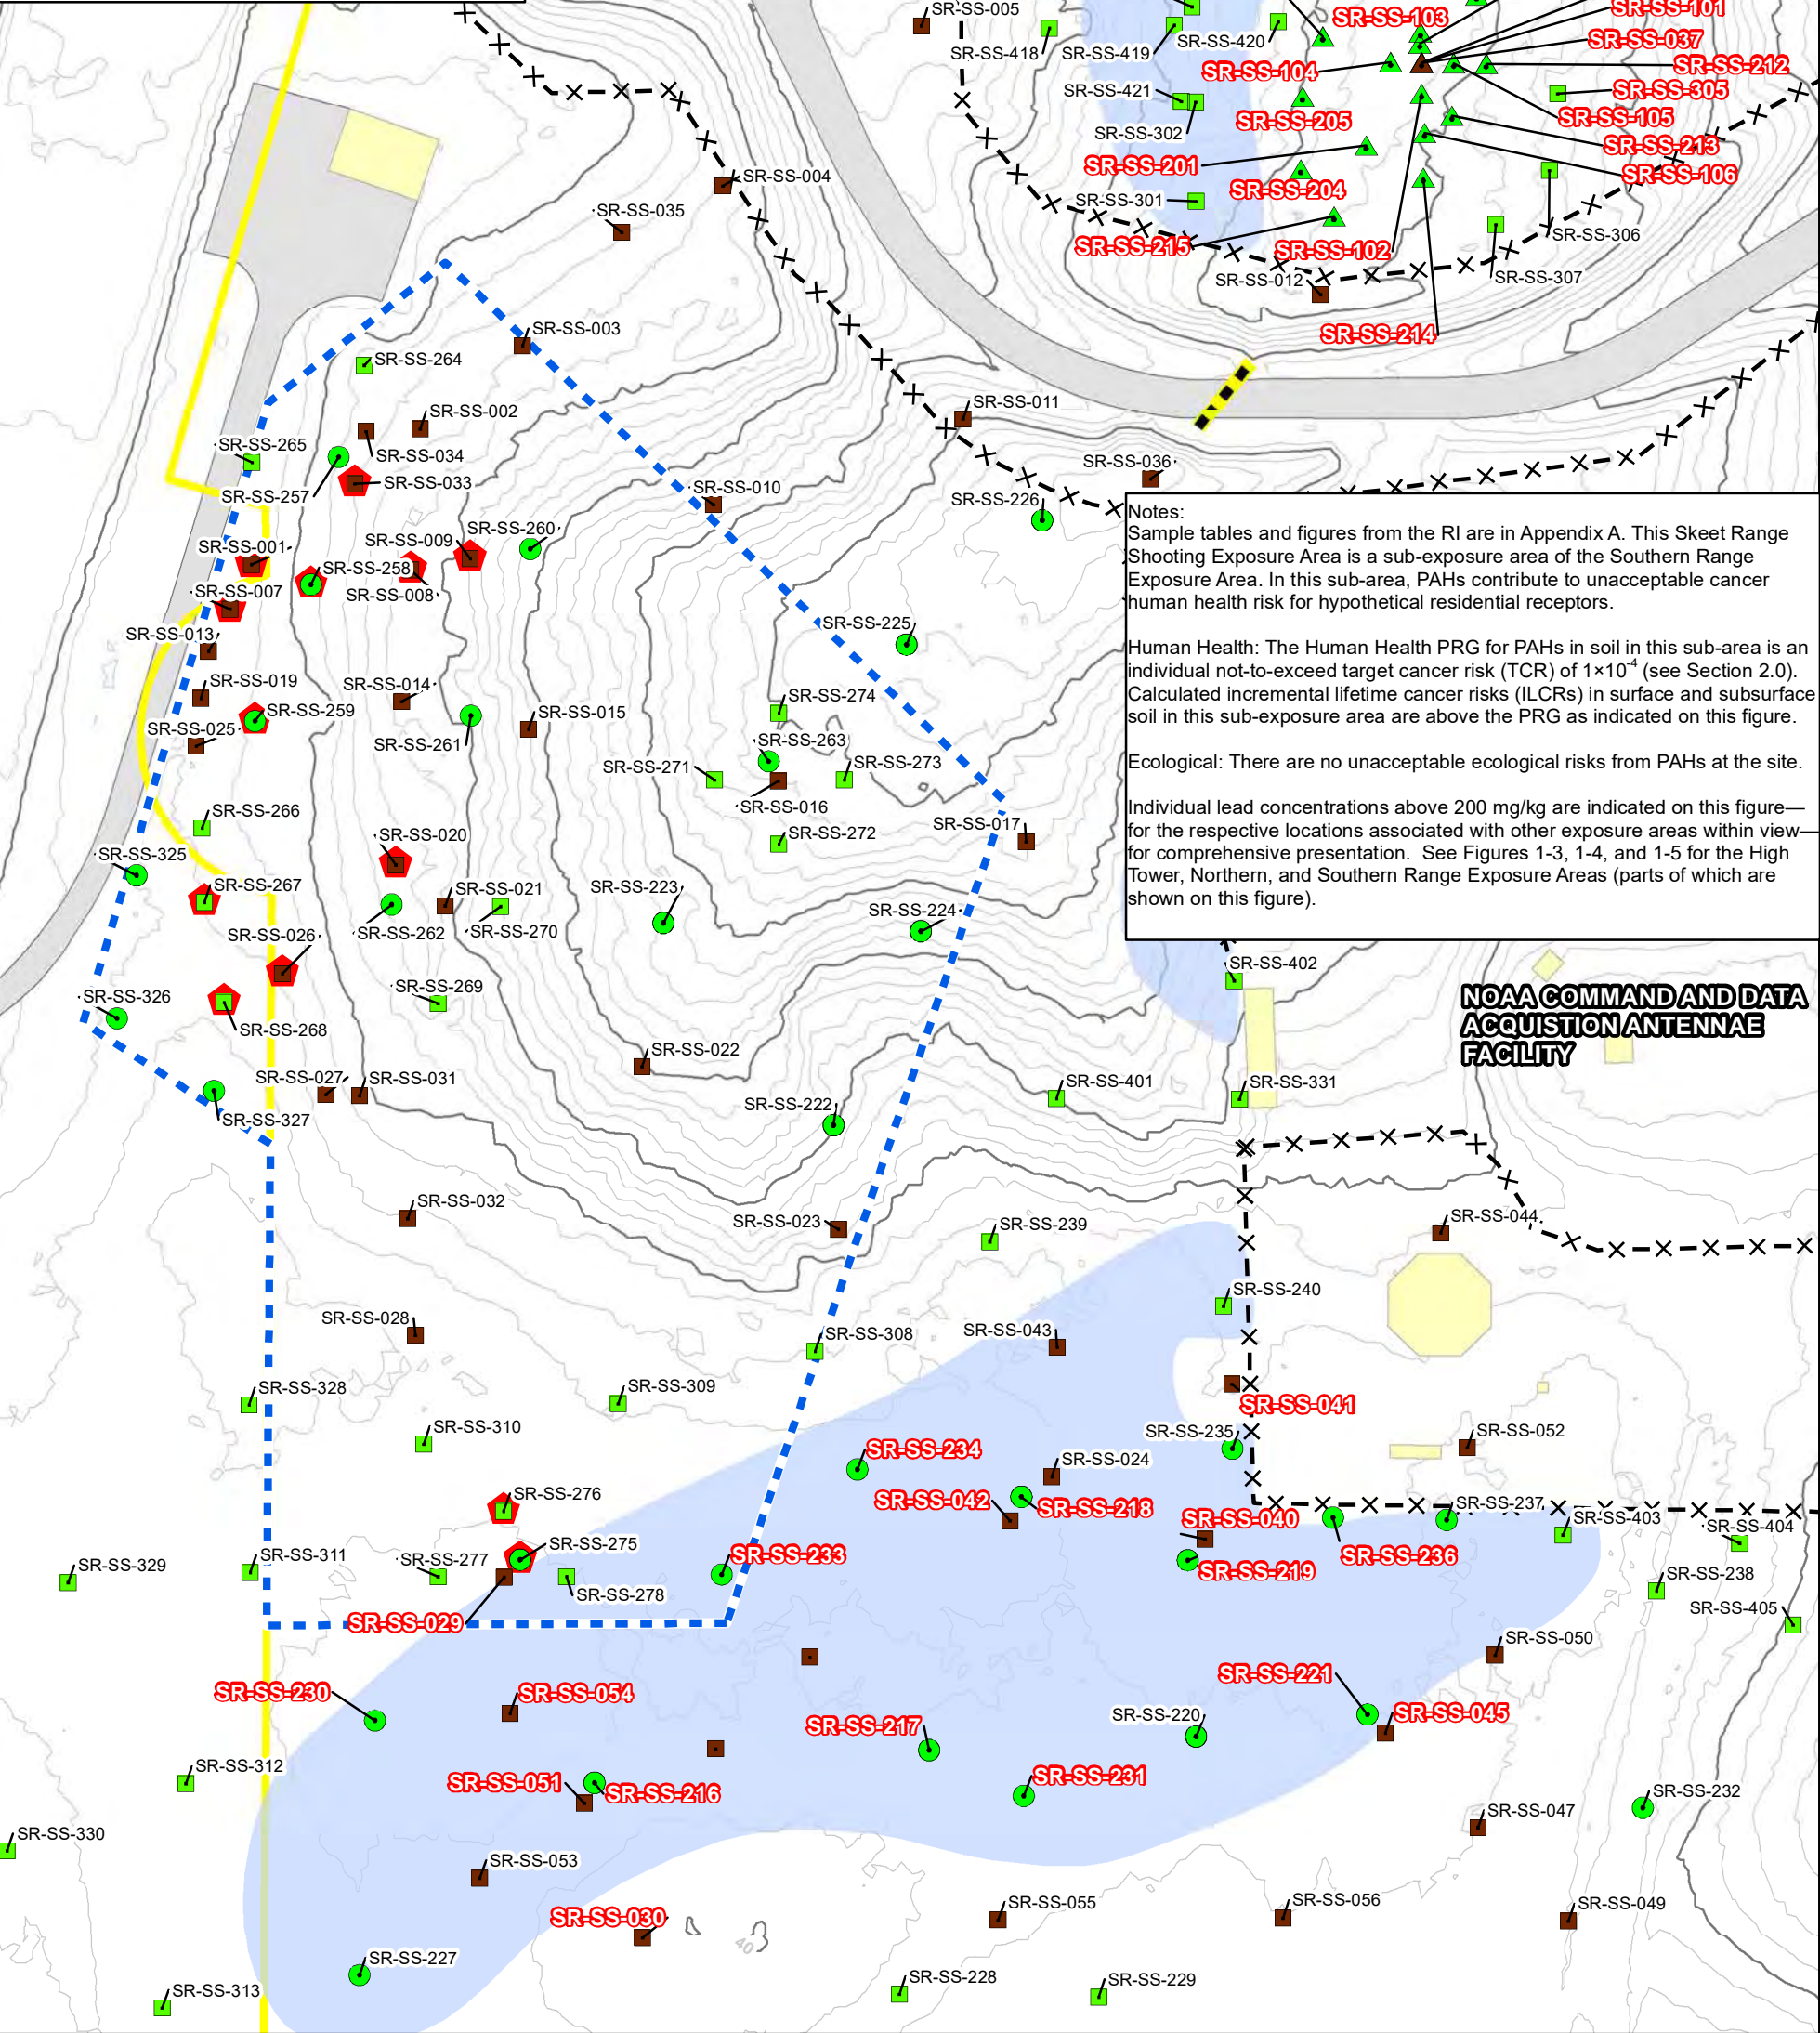 SR-SS-005
SR-SS-103
SR-SS-101
SR-SS-418
SR-SS-419
SR-SS-420
SR-SS-037
SR-SS-104
SR-SS-212
SR-SS-421
SR-SS-305
SR-SS-205
SR-SS-105
SR-SS-302
SR-SS-213
SR-SS-201
SR-SS-004
SR-SS-106
SR-SS-204
SR-SS-301
SR-SS-035
SR-SS-306
SR-SS-215
SR-SS-102
SR-SS-012
SR-SS-307
SR-SS-003
SR-SS-214
SR-SS-264
SR-SS-002
SR-SS-011
SR-SS-265
SR-SS-034
SR-SS-036
SR-SS-033
SR-SS-010
SR-SS-257
SR-SS-226
SR-SS-260
SR-SS-009
SR-SS-001
SR-SS-258
SR-SS-007
SR-SS-008
Notes:
Sample tables and figures from the RI are in Appendix A. This Skeet Range
Shooting Exposure Area is a sub-exposure area of the Southern Range
Exposure Area. In this sub-area, PAHs contribute to unacceptable cancer
human health risk for hypothetical residential receptors.
Human Health: The Human Health PRG for PAHs in soil in this sub-area is an
individual not-to-exceed target cancer risk (TCR) of 1×10⁻⁴ (see Section 2.0).
Calculated incremental lifetime cancer risks (ILCRs) in surface and subsurface
soil in this sub-exposure area are above the PRG as indicated on this figure.
Ecological: There are no unacceptable ecological risks from PAHs at the site.
Individual lead concentrations above 200 mg/kg are indicated on this figure—
for the respective locations associated with other exposure areas within view—
for comprehensive presentation.  See Figures 1-3, 1-4, and 1-5 for the High
Tower, Northern, and Southern Range Exposure Areas (parts of which are
shown on this figure).
SR-SS-225
SR-SS-013
SR-SS-019
SR-SS-014
SR-SS-274
SR-SS-259
SR-SS-015
SR-SS-025
SR-SS-261
SR-SS-263
SR-SS-271
SR-SS-273
SR-SS-016
SR-SS-266
SR-SS-017
SR-SS-020
SR-SS-272
SR-SS-325
SR-SS-267
SR-SS-021
SR-SS-223
SR-SS-224
SR-SS-026
SR-SS-262
SR-SS-270
SR-SS-402
SR-SS-269
SR-SS-326
NOAA COMMAND AND DATA
ACQUISTION ANTENNAE
FACILITY
SR-SS-268
SR-SS-022
SR-SS-027
SR-SS-031
SR-SS-401
SR-SS-331
SR-SS-222
SR-SS-327
SR-SS-032
SR-SS-023
SR-SS-239
SR-SS-044
SR-SS-240
SR-SS-028
SR-SS-308
SR-SS-043
SR-SS-328
SR-SS-309
SR-SS-041
SR-SS-310
SR-SS-235
SR-SS-052
SR-SS-234
SR-SS-024
SR-SS-276
SR-SS-042
SR-SS-218
SR-SS-237
SR-SS-040
SR-SS-403
SR-SS-404
SR-SS-275
SR-SS-311
SR-SS-277
SR-SS-233
SR-SS-236
SR-SS-329
SR-SS-219
SR-SS-238
SR-SS-278
SR-SS-405
SR-SS-029
SR-SS-050
SR-SS-221
SR-SS-230
SR-SS-054
SR-SS-045
SR-SS-217
SR-SS-220
SR-SS-312
SR-SS-051
SR-SS-216
SR-SS-231
SR-SS-232
SR-SS-047
SR-SS-330
SR-SS-053
SR-SS-055
SR-SS-056
SR-SS-049
SR-SS-030
40
SR-SS-227
SR-SS-228
SR-SS-229
SR-SS-313